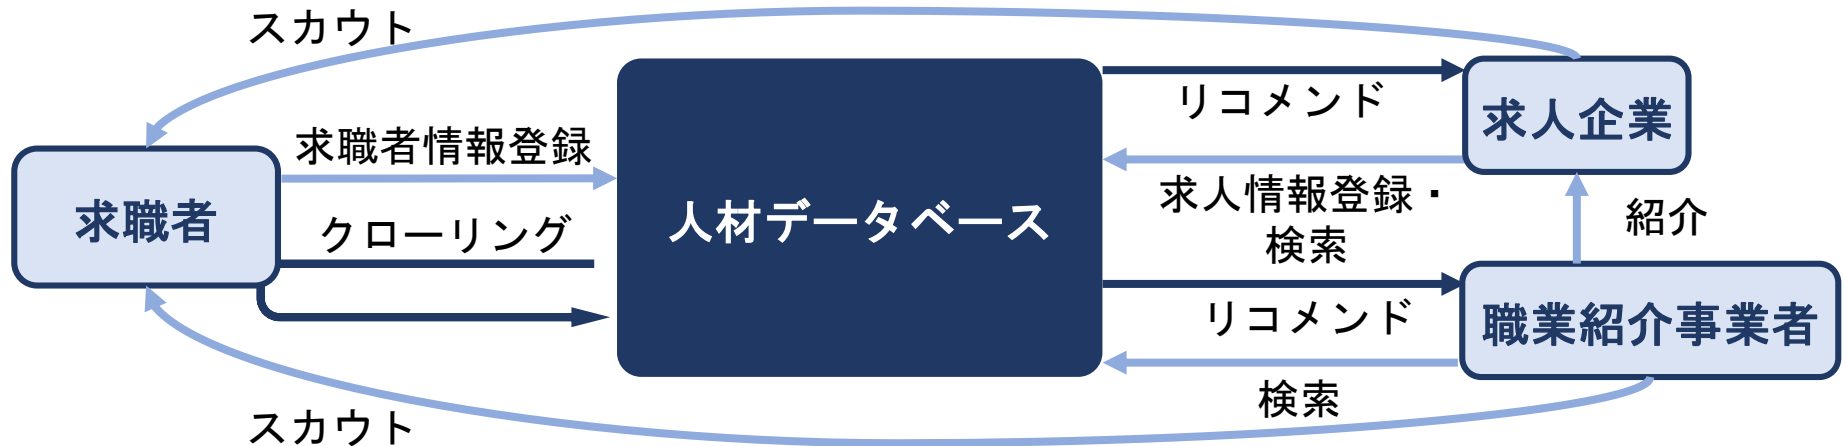 スカウト
リコメンド
求人企業
求職者情報登録
求人情報登録・
検索
求職者
クローリング
人材データベース
紹介
リコメンド
職業紹介事業者
検索
スカウト